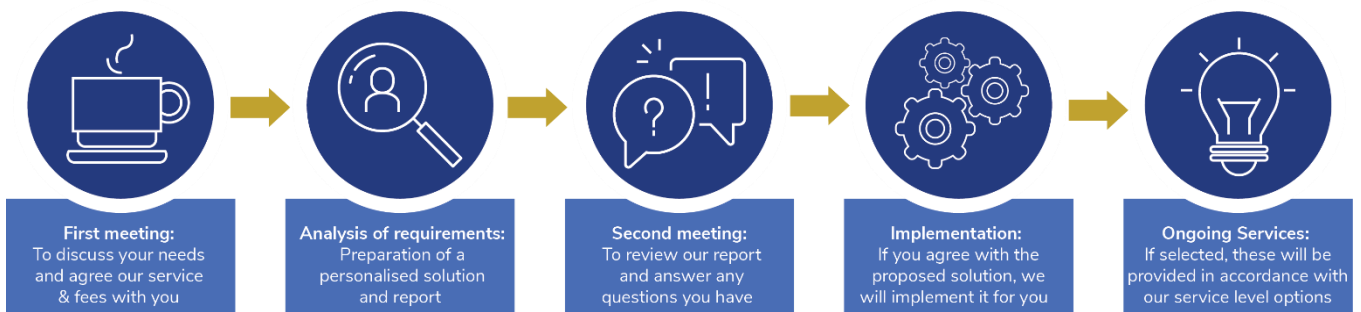 First meeting:
To discuss your needs
and agree our service
& fees with you
Analysis of requirements:
Preparation of a
personalised solution
and report
Second meeting:
To review our report
and answer any
questions you have
Implementation:
If you agree with the
proposed solution, we
will implement it for you
Ongoing Services:
If selected, these will be
provided in accordance with
our service level options